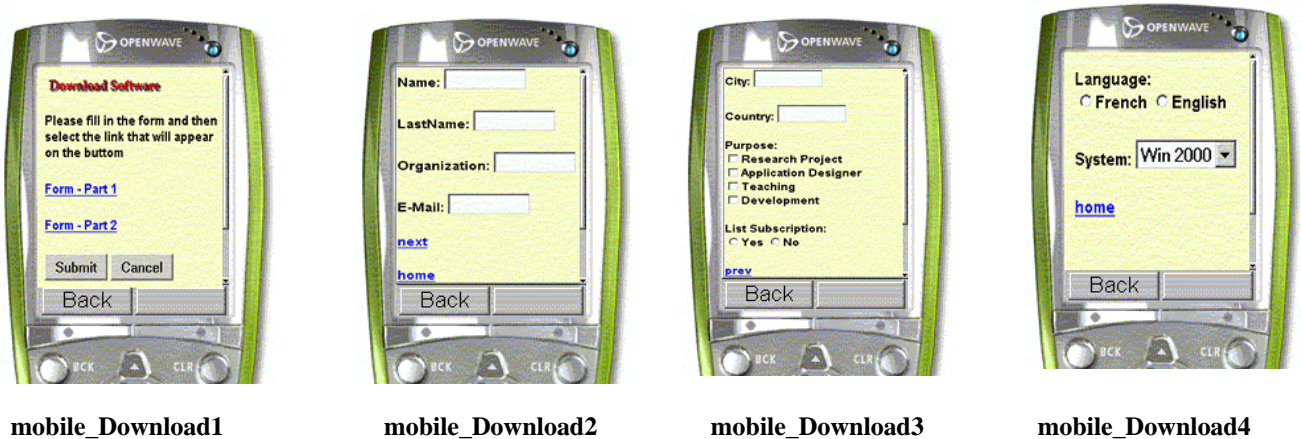 OPENWAVE
Download Software
Please fill in the form and then
select the link that will appear
on the buttom
Form - Part 1
Form - Part 2
Submit Cancel
Back
BCK CLR
mobile_Download1
OPENWAVE
Name:
LastName:
Organization:
E-Mail:
next
home
Back
BCK CLR
mobile_Download2
OPENWAVE
City:
Country:
Purpose:
Research Project
Application Designer
Teaching
Development
List Subscription:
Yes No
prev
Back
BCK CLR
mobile_Download3
OPENWAVE
Language:
French English
System: Win 2000
home
Back
BCK CLR
mobile_Download4